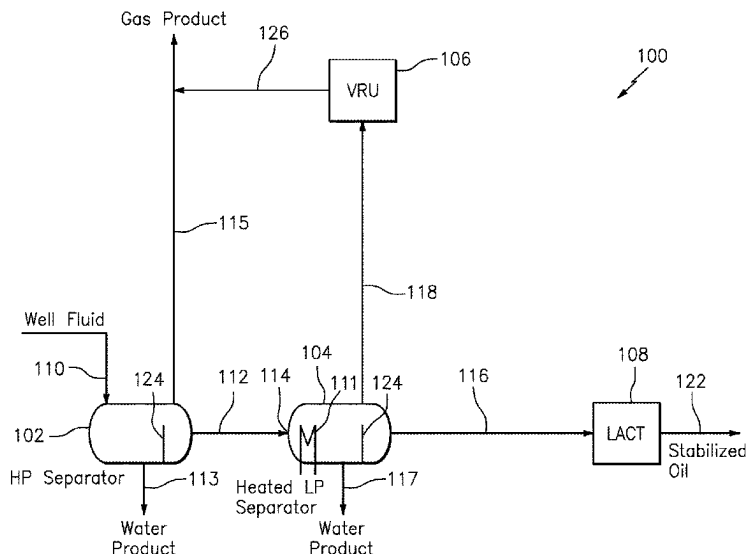 Gas Product
126
106
VRU
100
115
118
Well Fluid
110
124
102
HP Separator
113
Water
Product
112
114
104
111
124
Heated LP
Separator
117
Water
Product
116
108
LACT
122
Stabilized
Oil